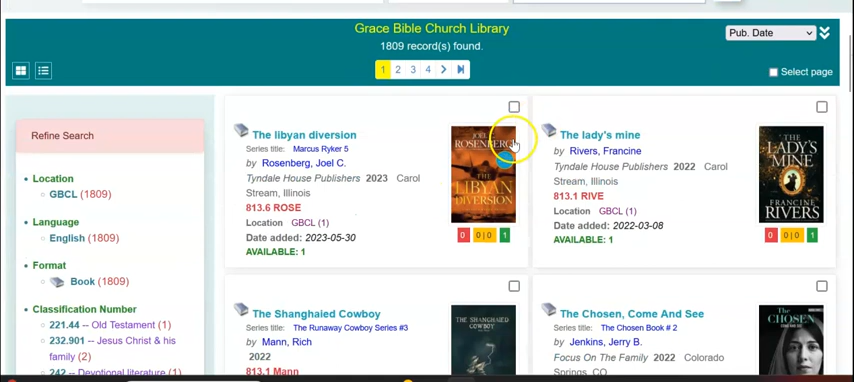 Grace Bible Church Library
1809 record(s) found.
Pub. Date
1 2 3 4
Select page
Refine Search
Location
GBCL (1809)
Language
English (1809)
Format
Book (1809)
Classification Number
221.44 -- Old Testament (1)
232.901 -- Jesus Christ & his
family (2)
242 -- Devotional literature (1)
The libyan diversion
Series title: Marcus Ryker 5
by Rosenberg, Joel C.
Tyndale House Publishers 2023 Carol
Stream, Illinois
813.6 ROSE
Location GBCL (1)
Date added: 2023-05-30
AVAILABLE: 1
JOEL
ROSENBERG
THE
LIBYAN
DIVERSION
0 0 | 0 1
The lady's mine
by Rivers, Francine
Tyndale House Publishers 2022 Carol
Stream, Illinois
813.1 RIVE
Location GBCL (1)
Date added: 2022-03-08
AVAILABLE: 1
THE
LADY'S
MINE
FRANCINE
RIVERS
0 0 | 0 1
The Shanghaied Cowboy
Series title: The Runaway Cowboy Series #3
by Mann, Rich
2022
813.1 Mann
THE SHANGHAIED
COWBOY
The Chosen, Come And See
Series title: The Chosen Book # 2
by Jenkins, Jerry B.
Focus On The Family 2022 Colorado
Springs, CO
THE
CHOSEN